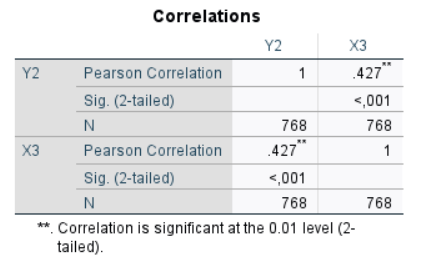 Correlations
Y2 X3
Y2 Pearson Correlation 1 .427**
Sig. (2-tailed) <,001
N 768 768
X3 Pearson Correlation .427** 1
Sig. (2-tailed) <,001
N 768 768
**. Correlation is significant at the 0.01 level (2-
tailed).